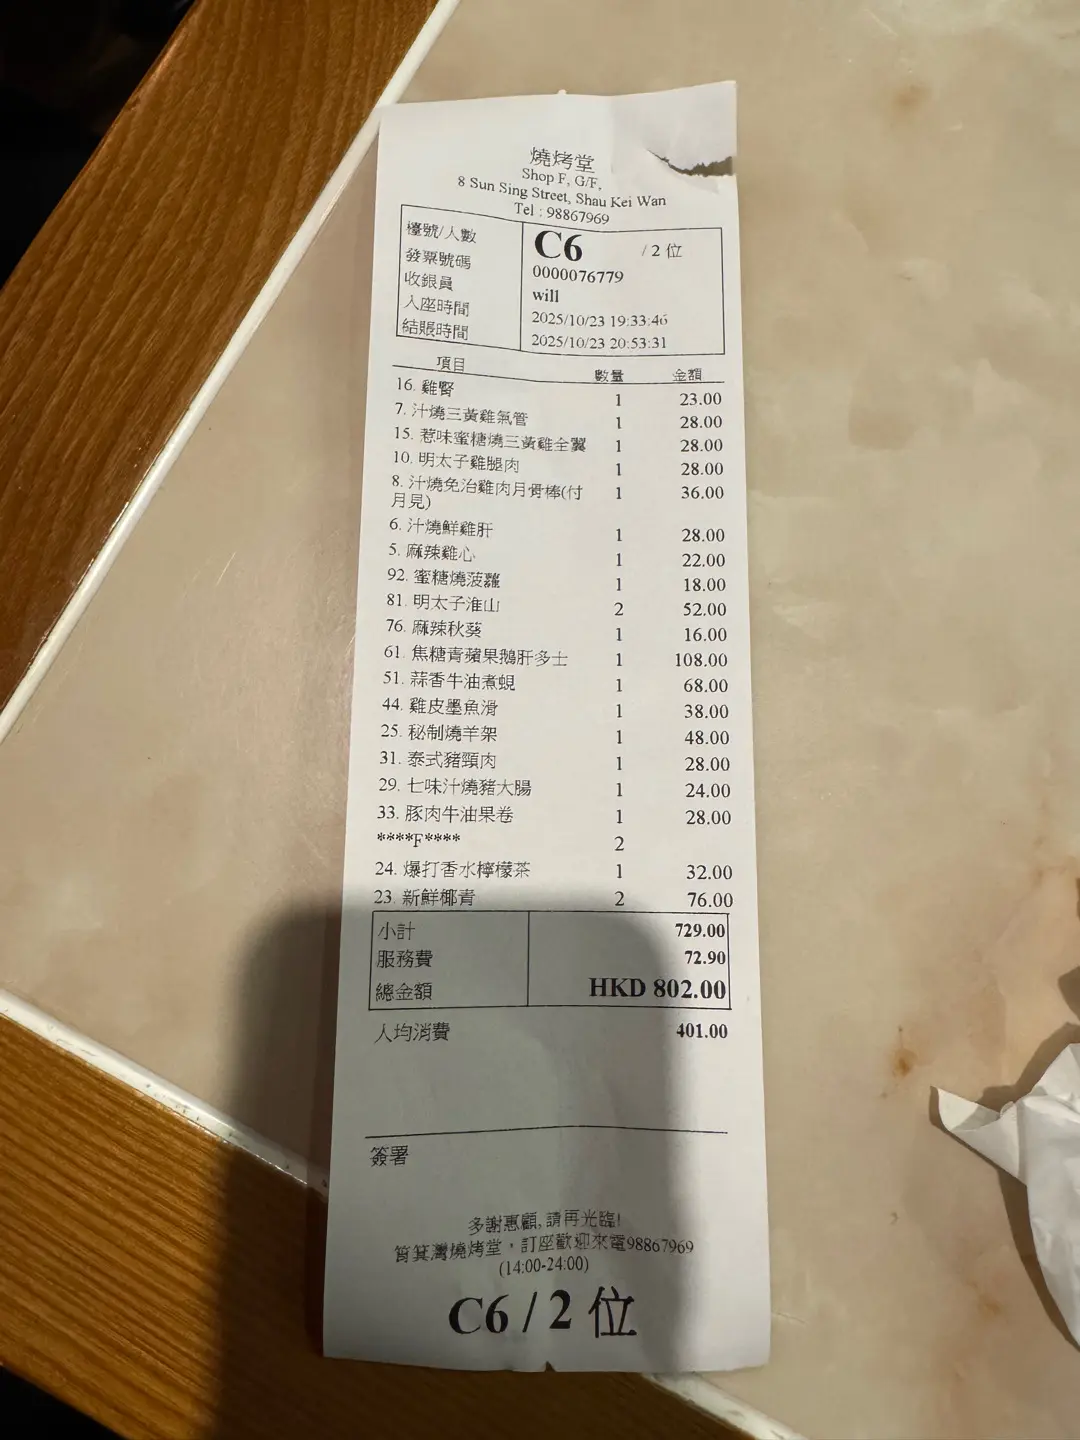 燒烤堂
Shop F, G/F,
8 Sun Sing Street, Shau Kei Wan
Tel : 98867969
檯號/人數 C6 / 2 位
發票號碼 0000076779
收銀員 will
入座時間 2025/10/23 19:33:46
結賬時間 2025/10/23 20:53:31
項目 數量 金額
16. 雞腎 1 23.00
7. 汁燒三黃雞氣管 1 28.00
15. 惹味蜜糖燒三黃雞全翼 1 28.00
10. 明太子雞腿肉 1 28.00
8. 汁燒免治雞肉月骨棒(付 1 36.00
月見)
6. 汁燒鮮雞肝 1 28.00
5. 麻辣雞心 1 22.00
92. 蜜糖燒菠蘿 1 18.00
81. 明太子淮山 2 52.00
76. 麻辣秋葵 1 16.00
61. 焦糖青蘋果鵝肝多士 1 108.00
51. 蒜香牛油煮蜆 1 68.00
44. 雞皮墨魚滑 1 38.00
25. 秘制燒羊架 1 48.00
31. 泰式豬頸肉 1 28.00
29. 七味汁燒豬大腸 1 24.00
33. 豚肉牛油果卷 1 28.00
****F**** 2
24. 爆打香水檸檬茶 1 32.00
23. 新鮮椰青 2 76.00
小計 729.00
服務費 72.90
總金額 HKD 802.00
人均消費 401.00
簽署
多謝惠顧, 請再光臨!
筲箕灣燒烤堂，訂座歡迎來電98867969
(14:00-24:00)
C6 / 2 位